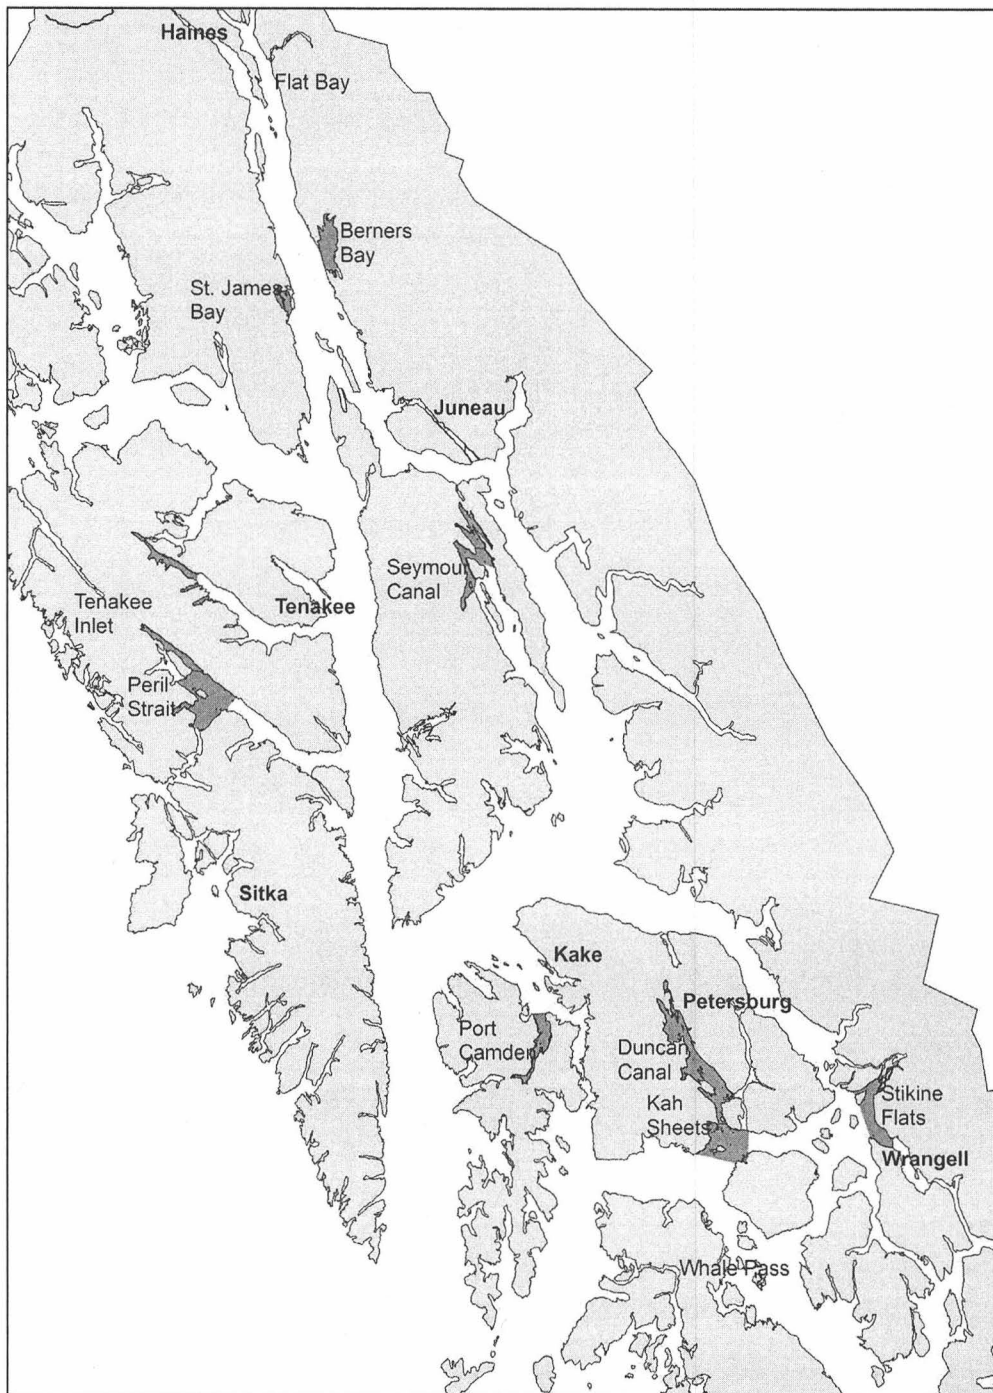 Haines
Flat Bay
Berners
Bay
St. James
Bay
Juneau
Seymour
Canal
Tenakee
Inlet
Tenakee
Peril
Strait
Sitka
Kake
Petersburg
Port
Camden
Duncan
Canal
Kah
Sheets
Stikine
Flats
Wrangell
Whale Pass